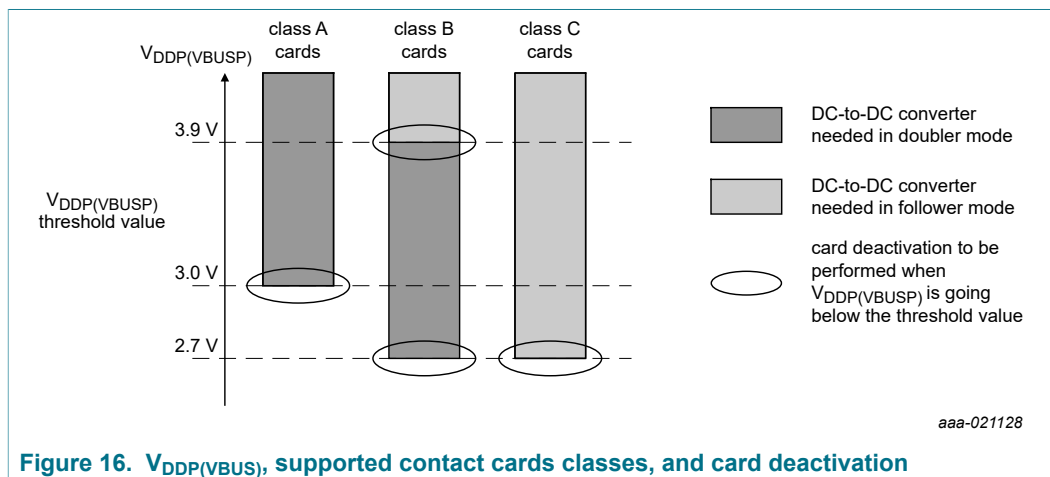 class A
cards
class B
cards
class C
cards
VDDP(VBUSP)
3.9 V
VDDP(VBUSP)
threshold value
3.0 V
2.7 V
DC-to-DC converter
needed in doubler mode
DC-to-DC converter
needed in follower mode
card deactivation to be
performed when
VDDP(VBUSP) is going
below the threshold value
aaa-021128
Figure 16. VDDP(VBUS), supported contact cards classes, and card deactivation